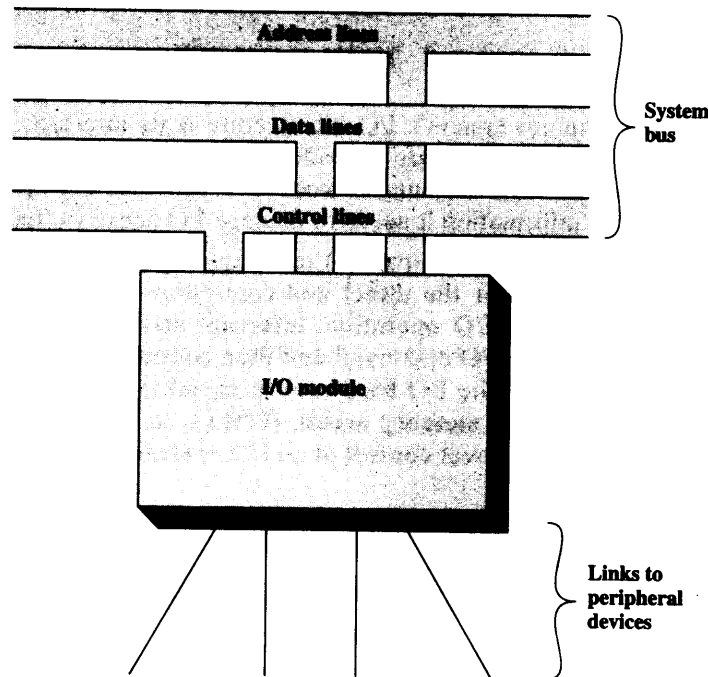 Address lines
Data lines
System
bus
Control lines
I/O module
Links to
peripheral
devices